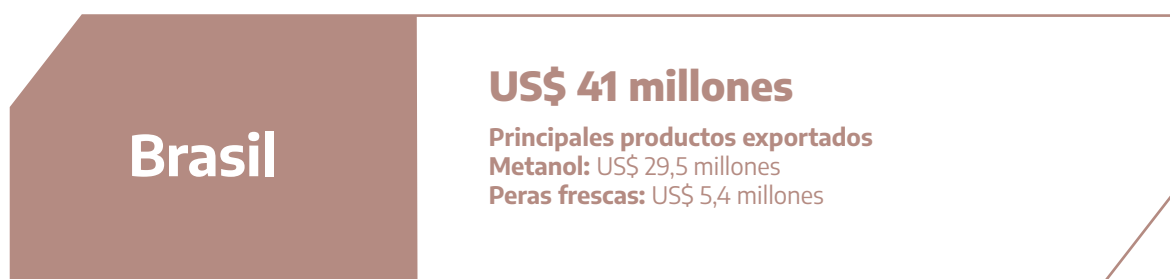 Brasil
US$ 41 millones
Principales productos exportados
Metanol: US$ 29,5 millones
Peras frescas: US$ 5,4 millones